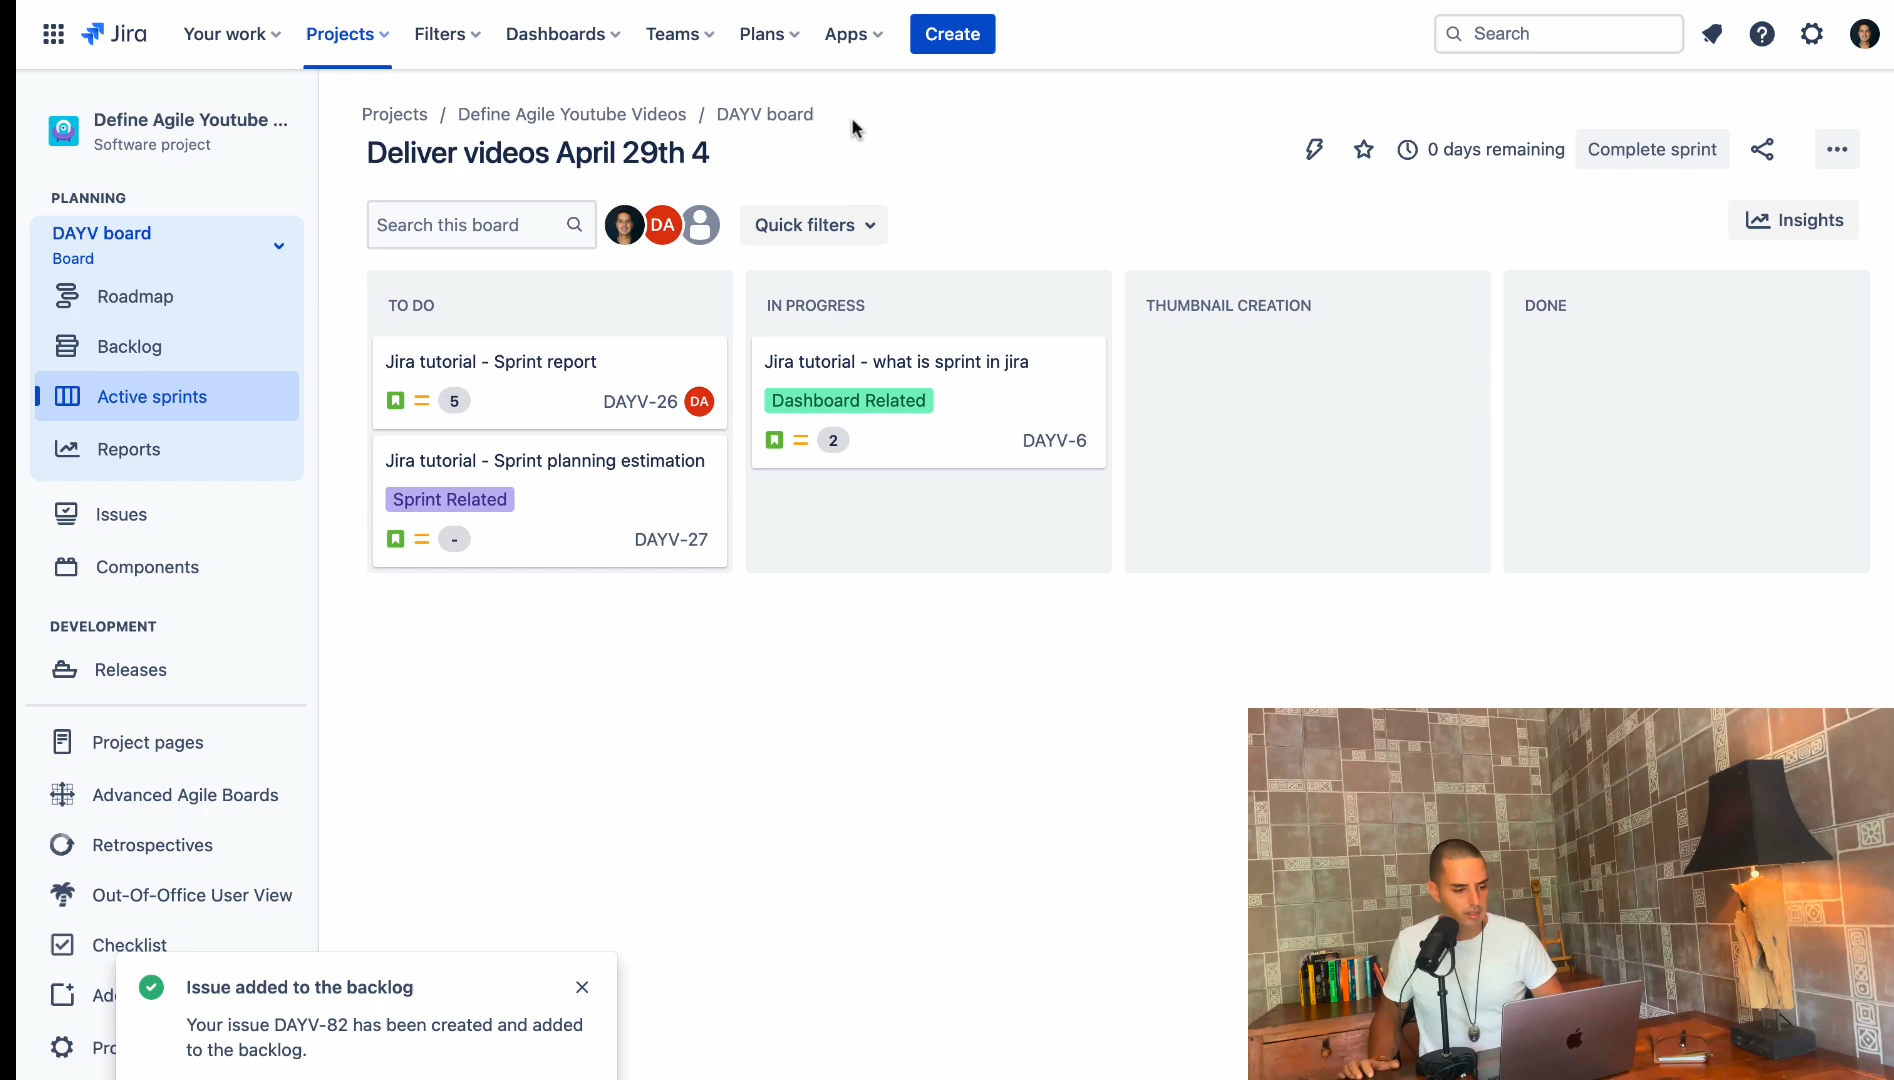 Jira
Your work
Projects
Filters
Dashboards
Teams
Plans
Apps
Create
Search
Define Agile Youtube ...
Software project
PLANNING
DAYV board
Board
Roadmap
Backlog
Active sprints
Reports
Issues
Components
DEVELOPMENT
Releases
Project pages
Advanced Agile Boards
Retrospectives
Out-Of-Office User View
Checklist
Projects / Define Agile Youtube Videos / DAYV board
Deliver videos April 29th 4
0 days remaining
Complete sprint
Search this board
DA
Quick filters
Insights
TO DO
Jira tutorial - Sprint report
5
DAYV-26
DA
Jira tutorial - Sprint planning estimation
Sprint Related
-
DAYV-27
IN PROGRESS
Jira tutorial - what is sprint in jira
Dashboard Related
2
DAYV-6
THUMBNAIL CREATION
DONE
Issue added to the backlog
Your issue DAYV-82 has been created and added
to the backlog.